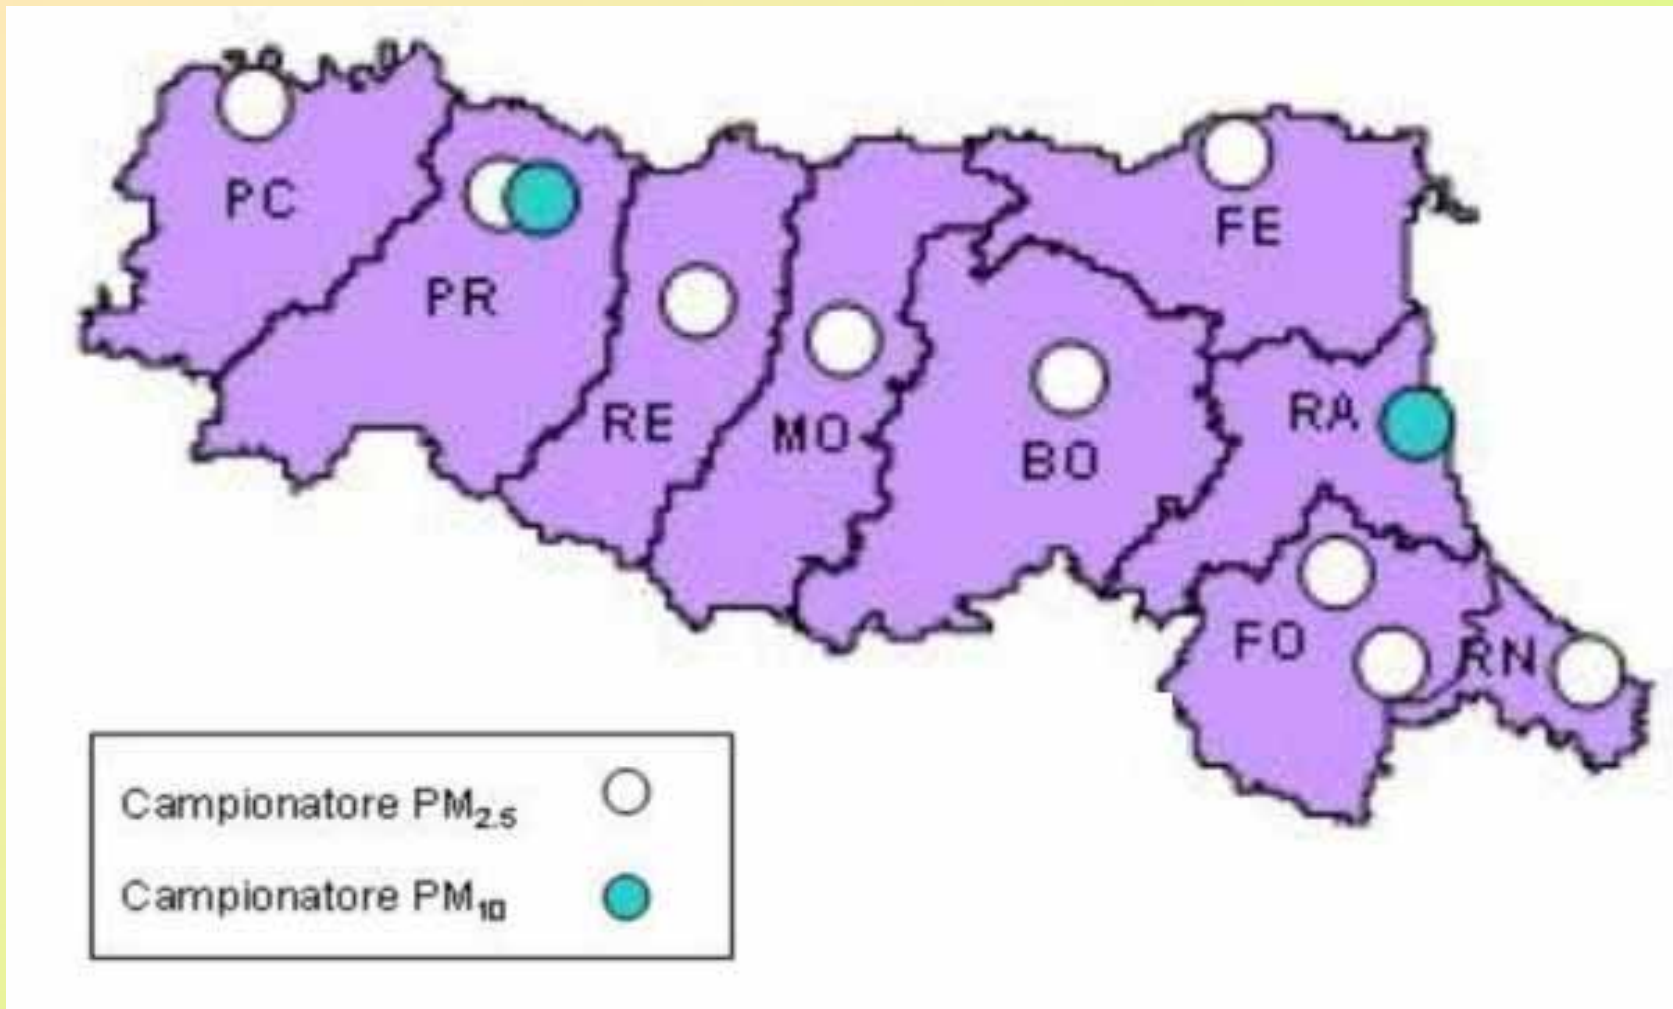 PC
PR
RE
MO
BO
FE
RA
FO
RN
Campionatore PM2.5
Campionatore PM10